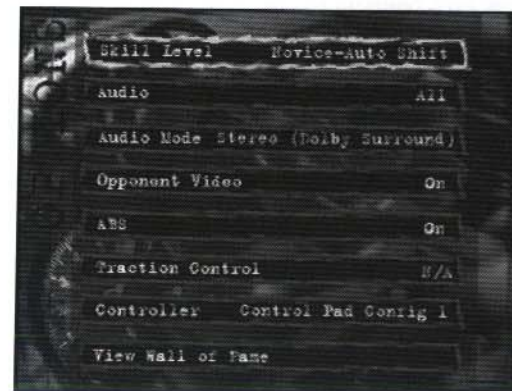 Skill Level Novice-Auto Shift
Audio All
Audio Mode Stereo (Dolby Surround)
Opponent Video On
ABS On
Traction Control N/A
Controller Control Pad Config 1
View Wall of Fame